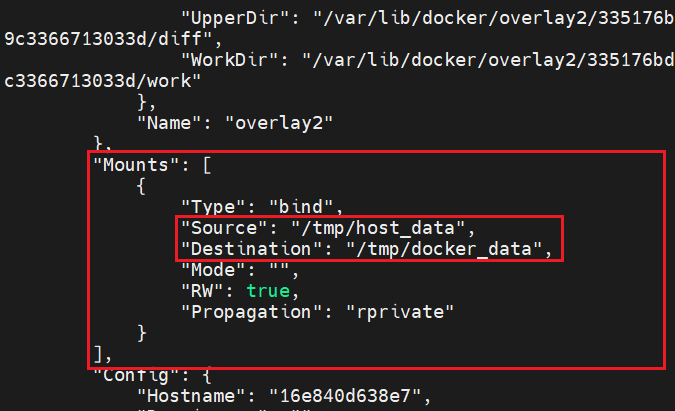 "UpperDir": "/var/lib/docker/overlay2/335176b
9c3366713033d/diff",
"WorkDir": "/var/lib/docker/overlay2/335176bd
c3366713033d/work"
},
"Name": "overlay2"
},
"Mounts": [
{
"Type": "bind",
"Source": "/tmp/host_data",
"Destination": "/tmp/docker_data",
"Mode": "",
"RW": true,
"Propagation": "rprivate"
}
],
"Config": {
"Hostname": "16e840d638e7",